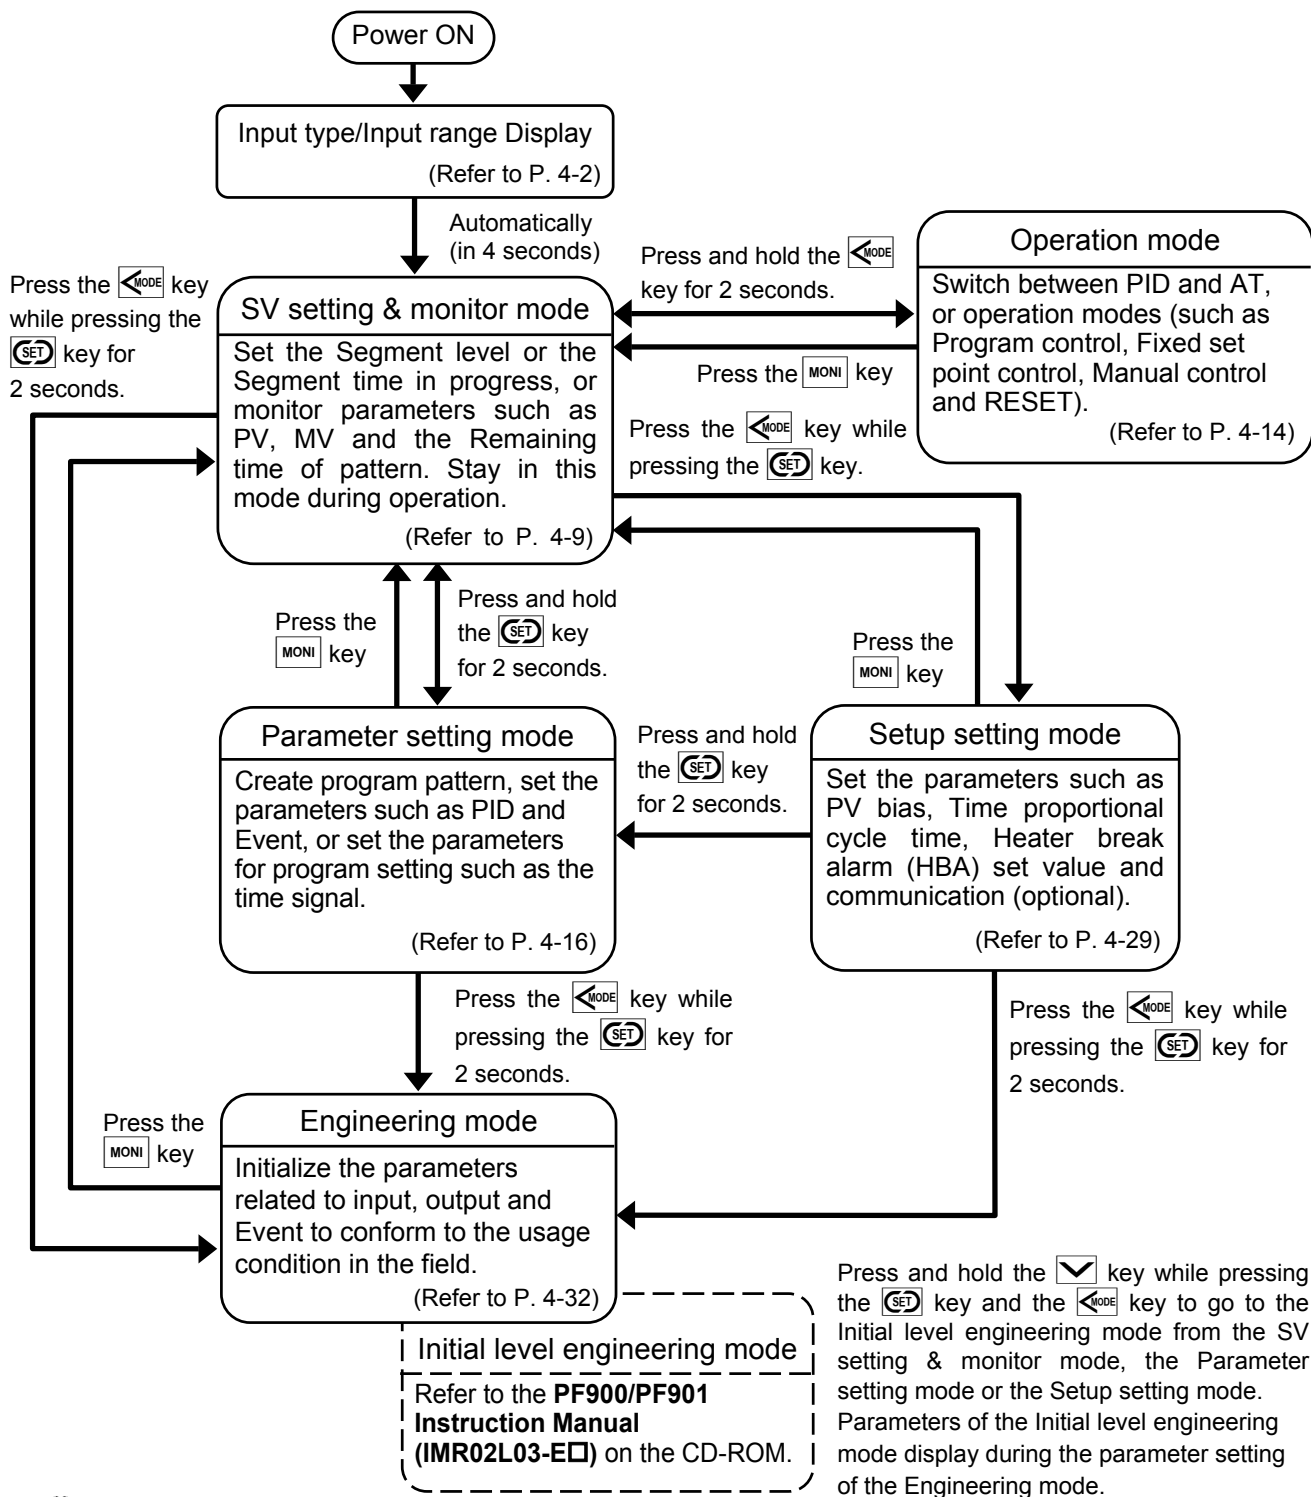 Power ON
Input type/Input range Display
(Refer to P. 4-2)
Automatically
(in 4 seconds)
Press the <MODE key
while pressing the
SET key for
2 seconds.
SV setting & monitor mode
Set the Segment level or the
Segment time in progress, or
monitor parameters such as
PV, MV and the Remaining
time of pattern. Stay in this
mode during operation.
(Refer to P. 4-9)
Press and hold the <MODE
key for 2 seconds.
Press the MONI key
Operation mode
Switch between PID and AT,
or operation modes (such as
Program control, Fixed set
point control, Manual control
and RESET).
(Refer to P. 4-14)
Press the <MODE key while
pressing the SET key.
Press the
MONI key
Press and hold
the SET key
for 2 seconds.
Press the
MONI key
Parameter setting mode
Create program pattern, set the
parameters such as PID and
Event, or set the parameters
for program setting such as the
time signal.
(Refer to P. 4-16)
Press and hold
the SET key
for 2 seconds.
Setup setting mode
Set the parameters such as
PV bias, Time proportional
cycle time, Heater break
alarm (HBA) set value and
communication (optional).
(Refer to P. 4-29)
Press the <MODE key while
pressing the SET key for
2 seconds.
Press the <MODE key while
pressing the SET key for
2 seconds.
Press the
MONI key
Engineering mode
Initialize the parameters
related to input, output and
Event to conform to the usage
condition in the field.
(Refer to P. 4-32)
Initial level engineering mode
Refer to the PF900/PF901
Instruction Manual
(IMR02L03-E□) on the CD-ROM.
Press and hold the ∨ key while pressing
the SET key and the <MODE key to go to the
Initial level engineering mode from the SV
setting & monitor mode, the Parameter
setting mode or the Setup setting mode.
Parameters of the Initial level engineering
mode display during the parameter setting
of the Engineering mode.